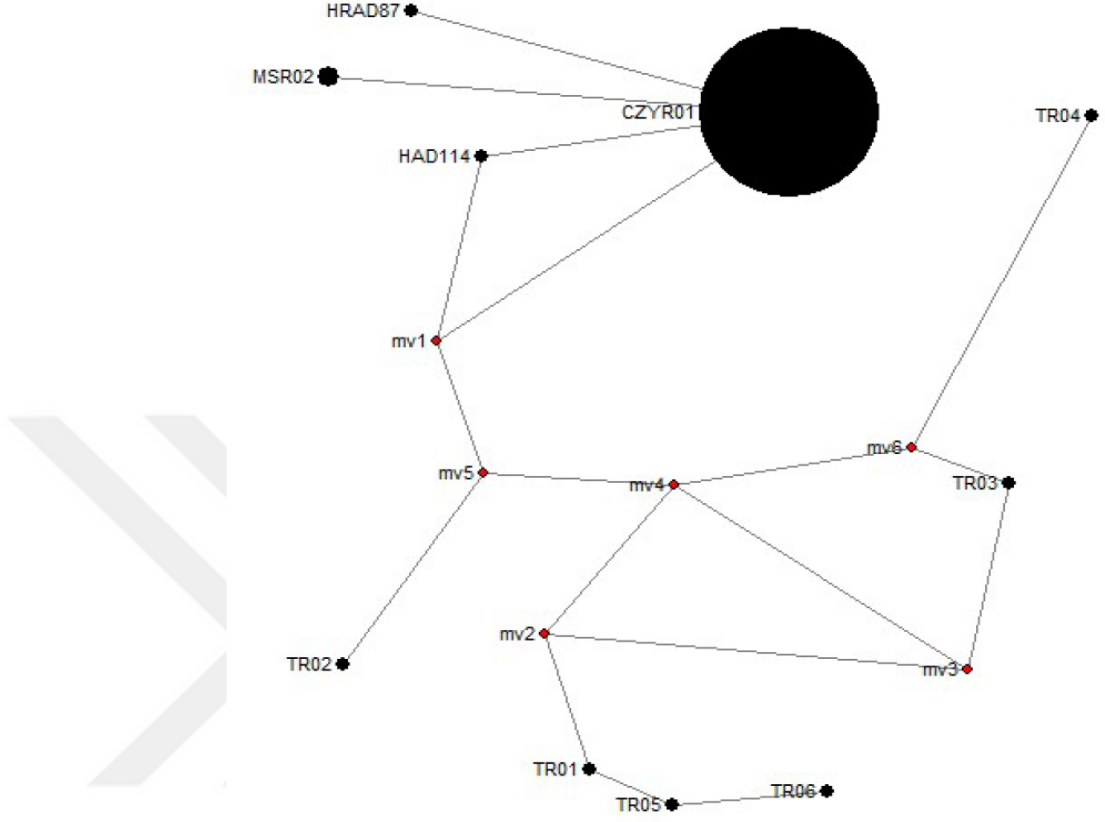 HRAD87
MSR02
CZYR01
TR04
HAD114
mv1
mv6
mv5
mv4
TR03
mv2
TR02
mv3
TR01
TR06
TR05